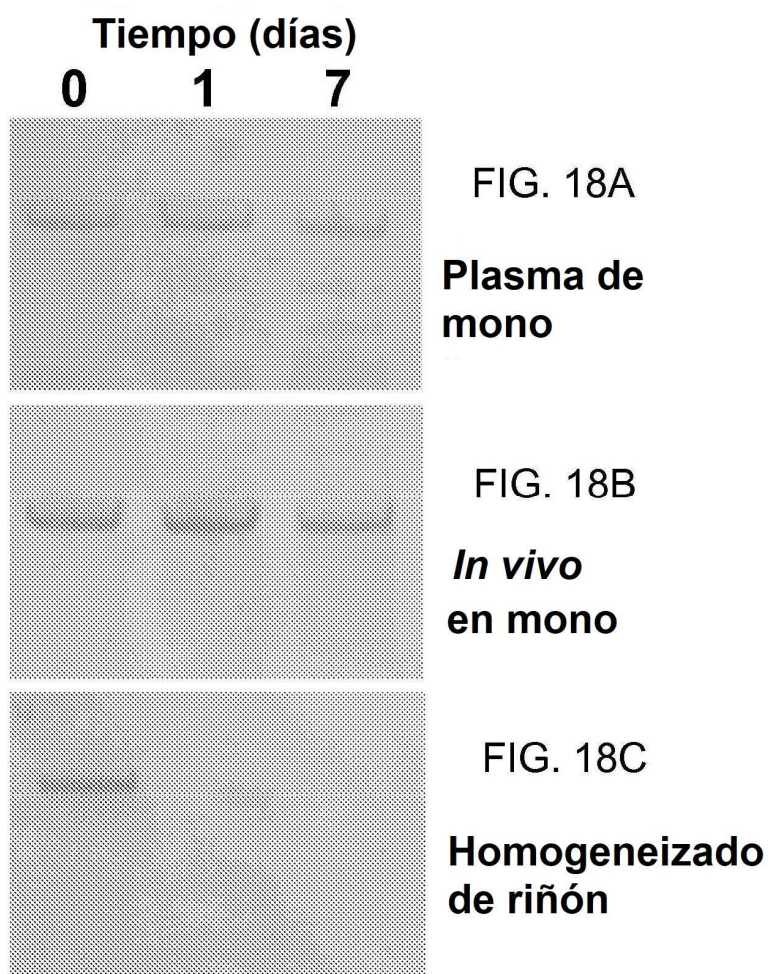 Tiempo (días)
0 1 7
FIG. 18A
Plasma de
mono
FIG. 18B
In vivo
en mono
FIG. 18C
Homogeneizado
de riñón